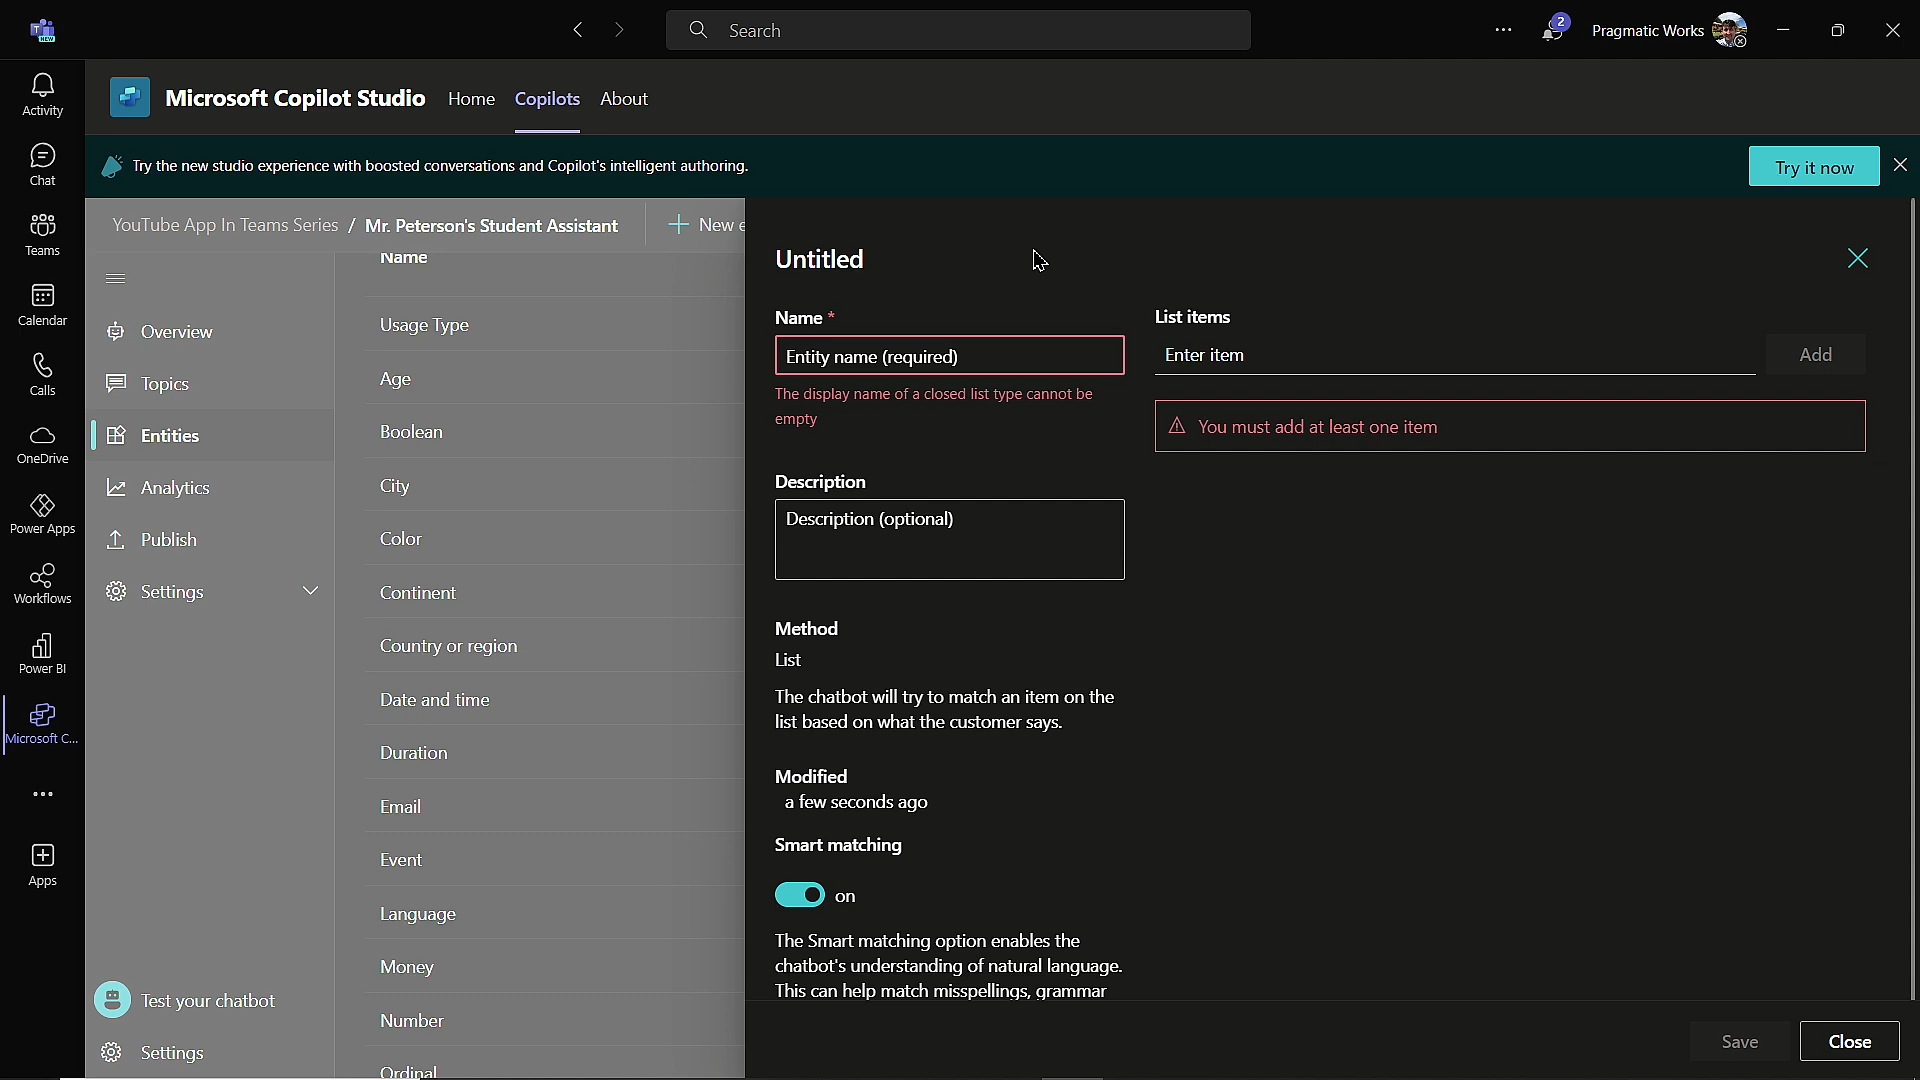 Search
2
Pragmatic Works
Activity
Chat
Teams
Calendar
Calls
OneDrive
Power Apps
Workflows
Power BI
Microsoft C...
Apps
Microsoft Copilot Studio
Home
Copilots
About
Try the new studio experience with boosted conversations and Copilot's intelligent authoring.
Try it now
YouTube App In Teams Series / Mr. Peterson's Student Assistant
New e
Overview
Topics
Entities
Analytics
Publish
Settings
Test your chatbot
Settings
Name
Usage Type
Age
Boolean
City
Color
Continent
Country or region
Date and time
Duration
Email
Event
Language
Money
Number
Ordinal
Untitled
Name *
Entity name (required)
The display name of a closed list type cannot be
empty
Description
Description (optional)
Method
List
The chatbot will try to match an item on the
list based on what the customer says.
Modified
a few seconds ago
Smart matching
on
The Smart matching option enables the
chatbot's understanding of natural language.
This can help match misspellings, grammar
List items
Enter item
Add
You must add at least one item
Save
Close